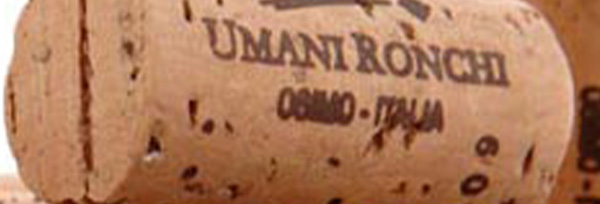 UMANI RONCHI
OSIMO - ITALIA